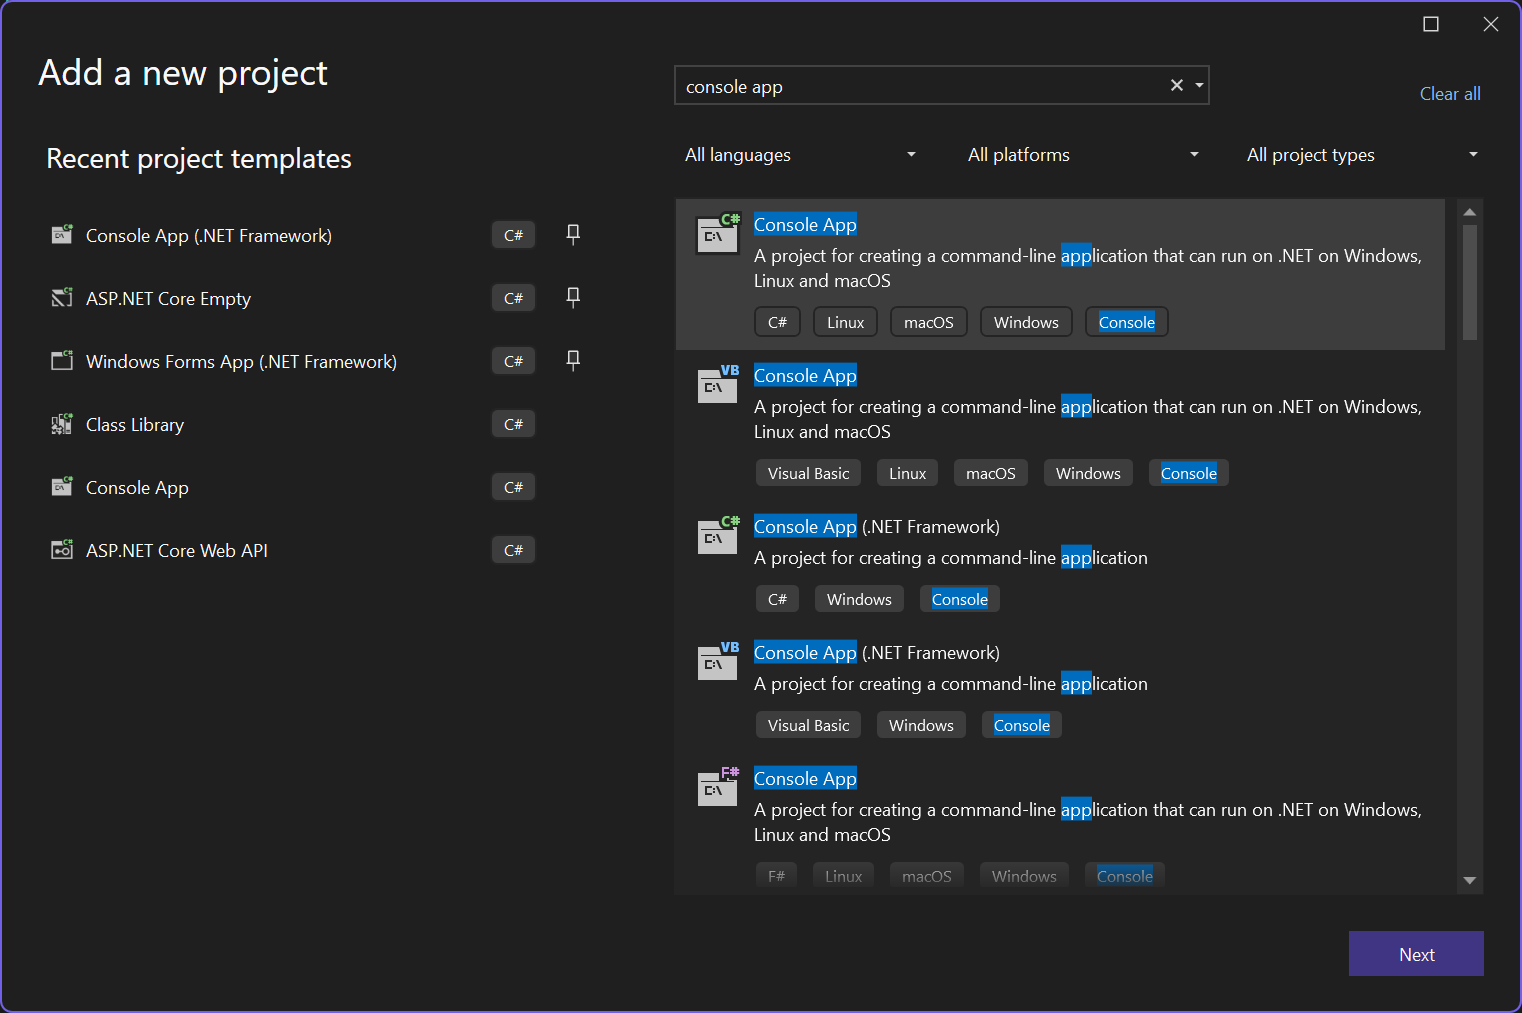 Add a new project
console app
Clear all
Recent project templates
All languages
All platforms
All project types
Console App (.NET Framework)
C#
ASP.NET Core Empty
C#
Windows Forms App (.NET Framework)
C#
Class Library
C#
Console App
C#
ASP.NET Core Web API
C#
C#
C:\
Console App
A project for creating a command-line application that can run on .NET on Windows,
Linux and macOS
C# Linux macOS Windows Console
VB
C:\
Console App
A project for creating a command-line application that can run on .NET on Windows,
Linux and macOS
Visual Basic Linux macOS Windows Console
C#
C:\
Console App (.NET Framework)
A project for creating a command-line application
C# Windows Console
VB
C:\
Console App (.NET Framework)
A project for creating a command-line application
Visual Basic Windows Console
F#
C:\
Console App
A project for creating a command-line application that can run on .NET on Windows,
Linux and macOS
F# Linux macOS Windows Console
Next